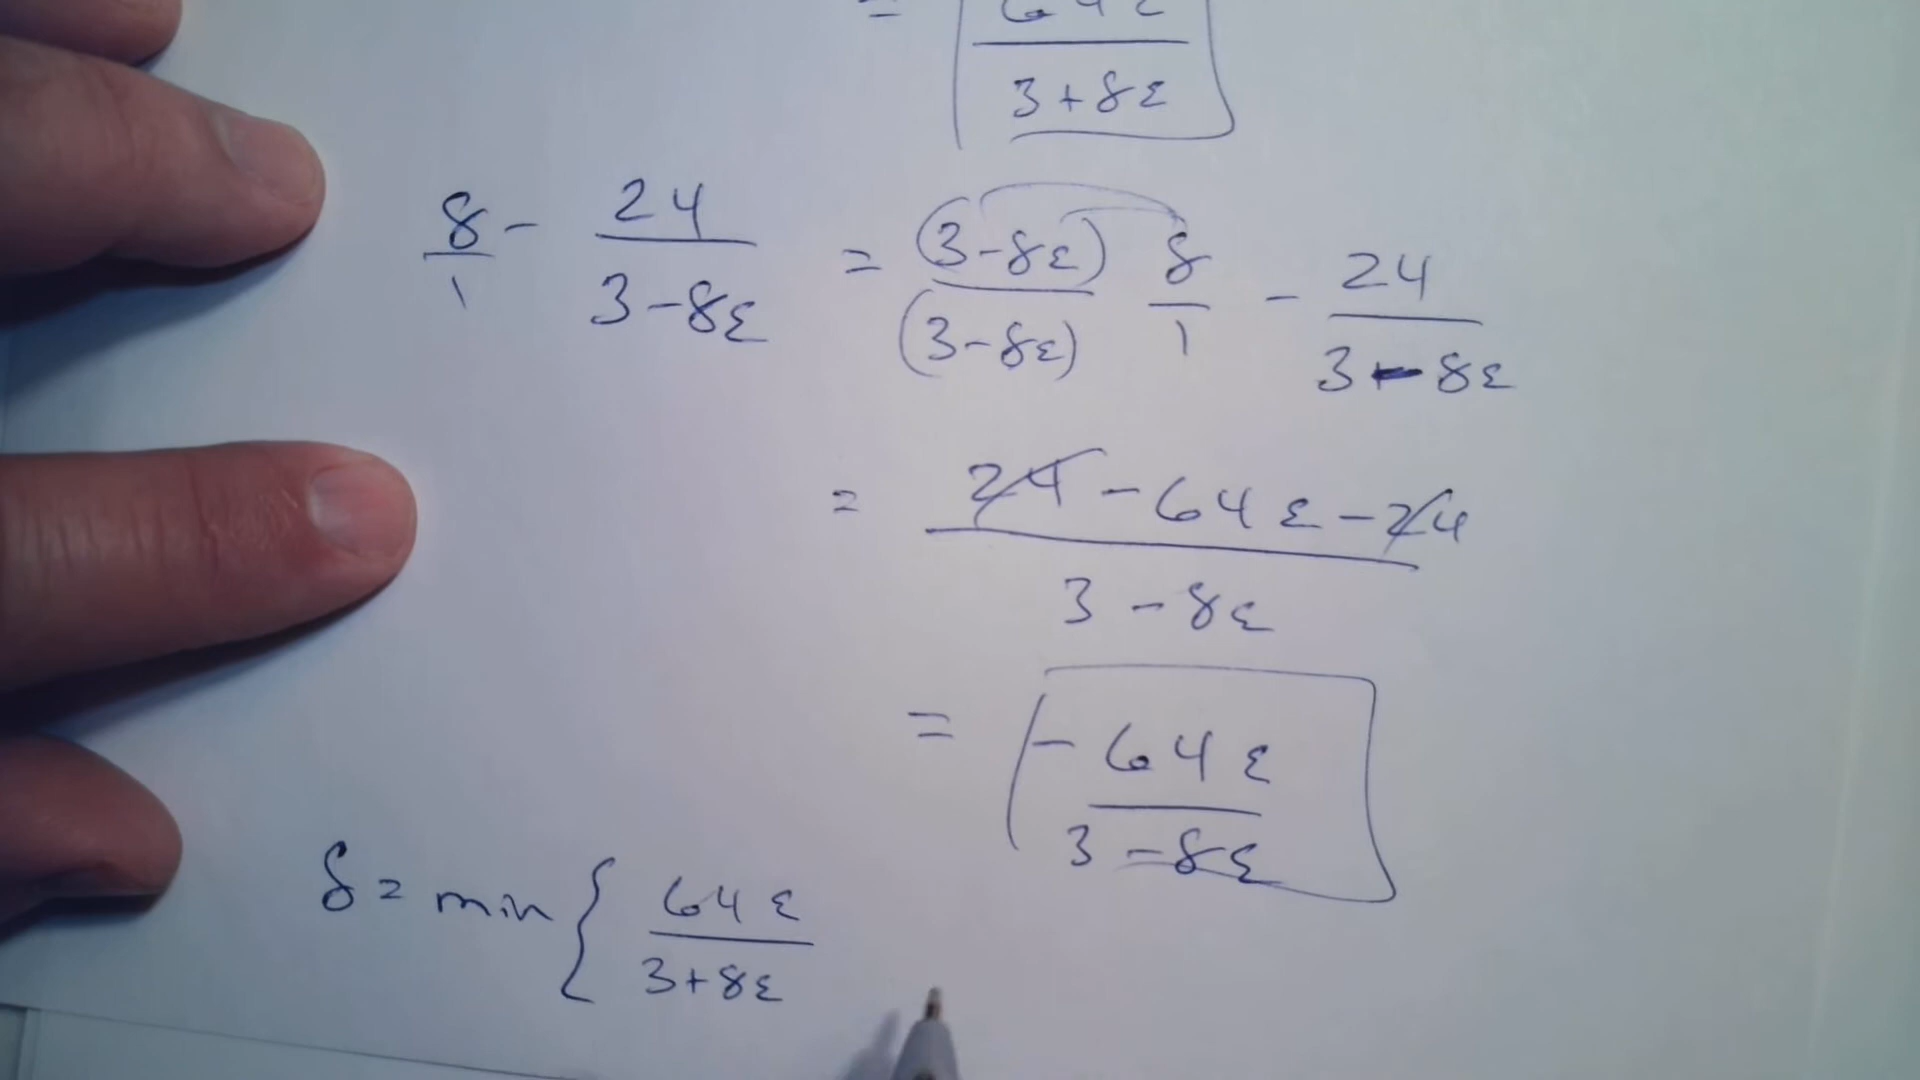 = 64ε / 3+8ε
8/1 - 24/3-8ε = (3-8ε)/(3-8ε) 8/1 - 24/3-8ε
= 24-64ε-24 / 3-8ε
= -64ε / 3-8ε
δ = min { 64ε / 3+8ε